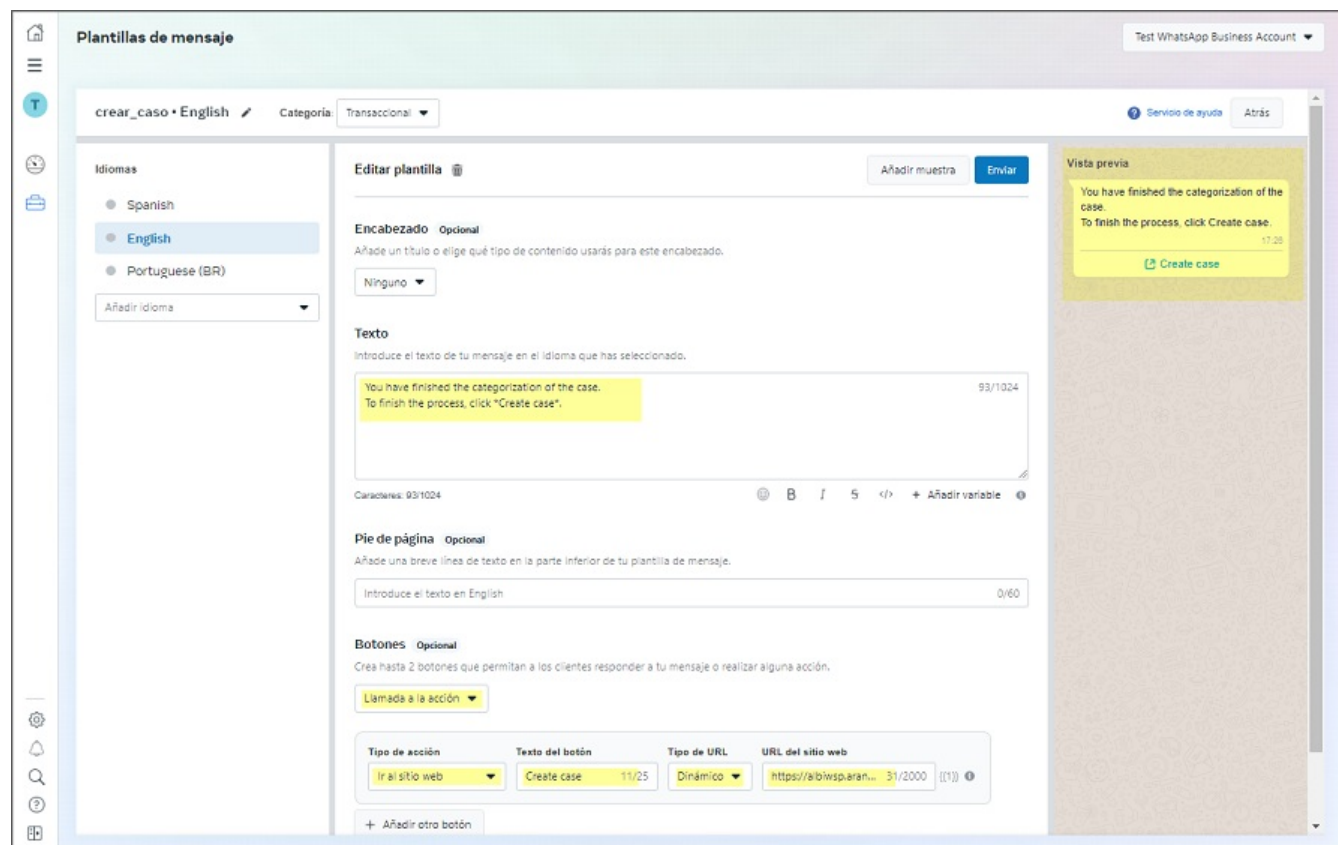 Plantillas de mensaje
Test WhatsApp Business Account
T
crear_caso • English
Categoría:
Transaccional
Servicio de ayuda
Atrás
Idiomas
Spanish
English
Portuguese (BR)
Añadir idioma
Editar plantilla
Añadir muestra
Enviar
Encabezado Opcional
Añade un título o elige qué tipo de contenido usarás para este encabezado.
Ninguno
Texto
Introduce el texto de tu mensaje en el idioma que has seleccionado.
You have finished the categorization of the case.
93/1024
To finish the process, click *Create case*.
Caracteres: 93/1024
B I S </> + Añadir variable
Pie de página Opcional
Añade una breve línea de texto en la parte inferior de tu plantilla de mensaje.
Introduce el texto en English
0/60
Botones Opcional
Crea hasta 2 botones que permitan a los clientes responder a tu mensaje o realizar alguna acción.
Llamada a la acción
Tipo de acción Texto del botón Tipo de URL URL del sitio web
Ir al sitio web Create case 11/25 Dinámico https://albiwsp.aran... 31/2000 {{1}}
+ Añadir otro botón
Vista previa
You have finished the categorization of the
case.
To finish the process, click Create case.
17:26
Create case